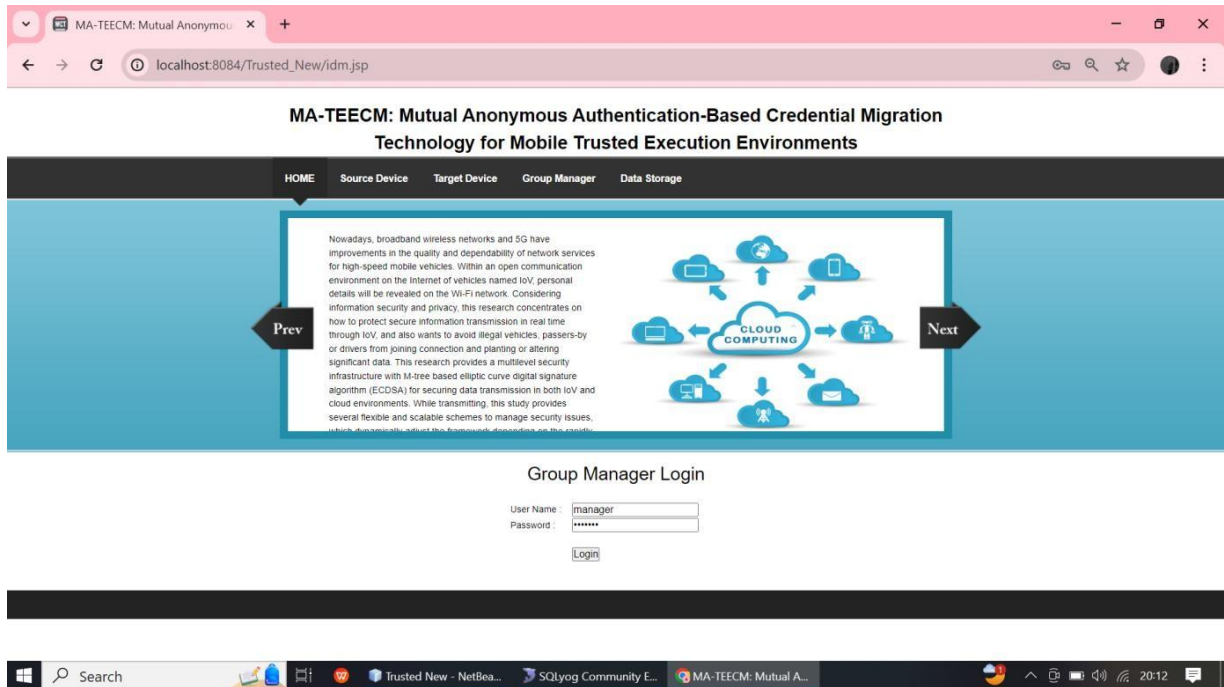 MA-TEECM: Mutual Anonymou
localhost:8084/Trusted_New/idm.jsp
MA-TEECM: Mutual Anonymous Authentication-Based Credential Migration
Technology for Mobile Trusted Execution Environments
HOME Source Device Target Device Group Manager Data Storage
Nowadays, broadband wireless networks and 5G have
improvements in the quality and dependability of network services
for high-speed mobile vehicles. Within an open communication
environment on the Internet of vehicles named IoV, personal
details will be revealed on the Wi-Fi network. Considering
information security and privacy, this research concentrates on
how to protect secure information transmission in real time
through IoV, and also wants to avoid illegal vehicles, passers-by
or drivers from joining connection and planting or altering
significant data. This research provides a multilevel security
infrastructure with M-tree based elliptic curve digital signature
algorithm (ECDSA) for securing data transmission in both IoV and
cloud environments. While transmitting, this study provides
several flexible and scalable schemes to manage security issues,
which dynamically adjust the framework depending on the rapidly
Prev
CLOUD
COMPUTING
Next
Group Manager Login
User Name : manager
Password : •••••••
Login
Search
Trusted New - NetBea...
SQLyog Community E...
MA-TEECM: Mutual A...
20:12